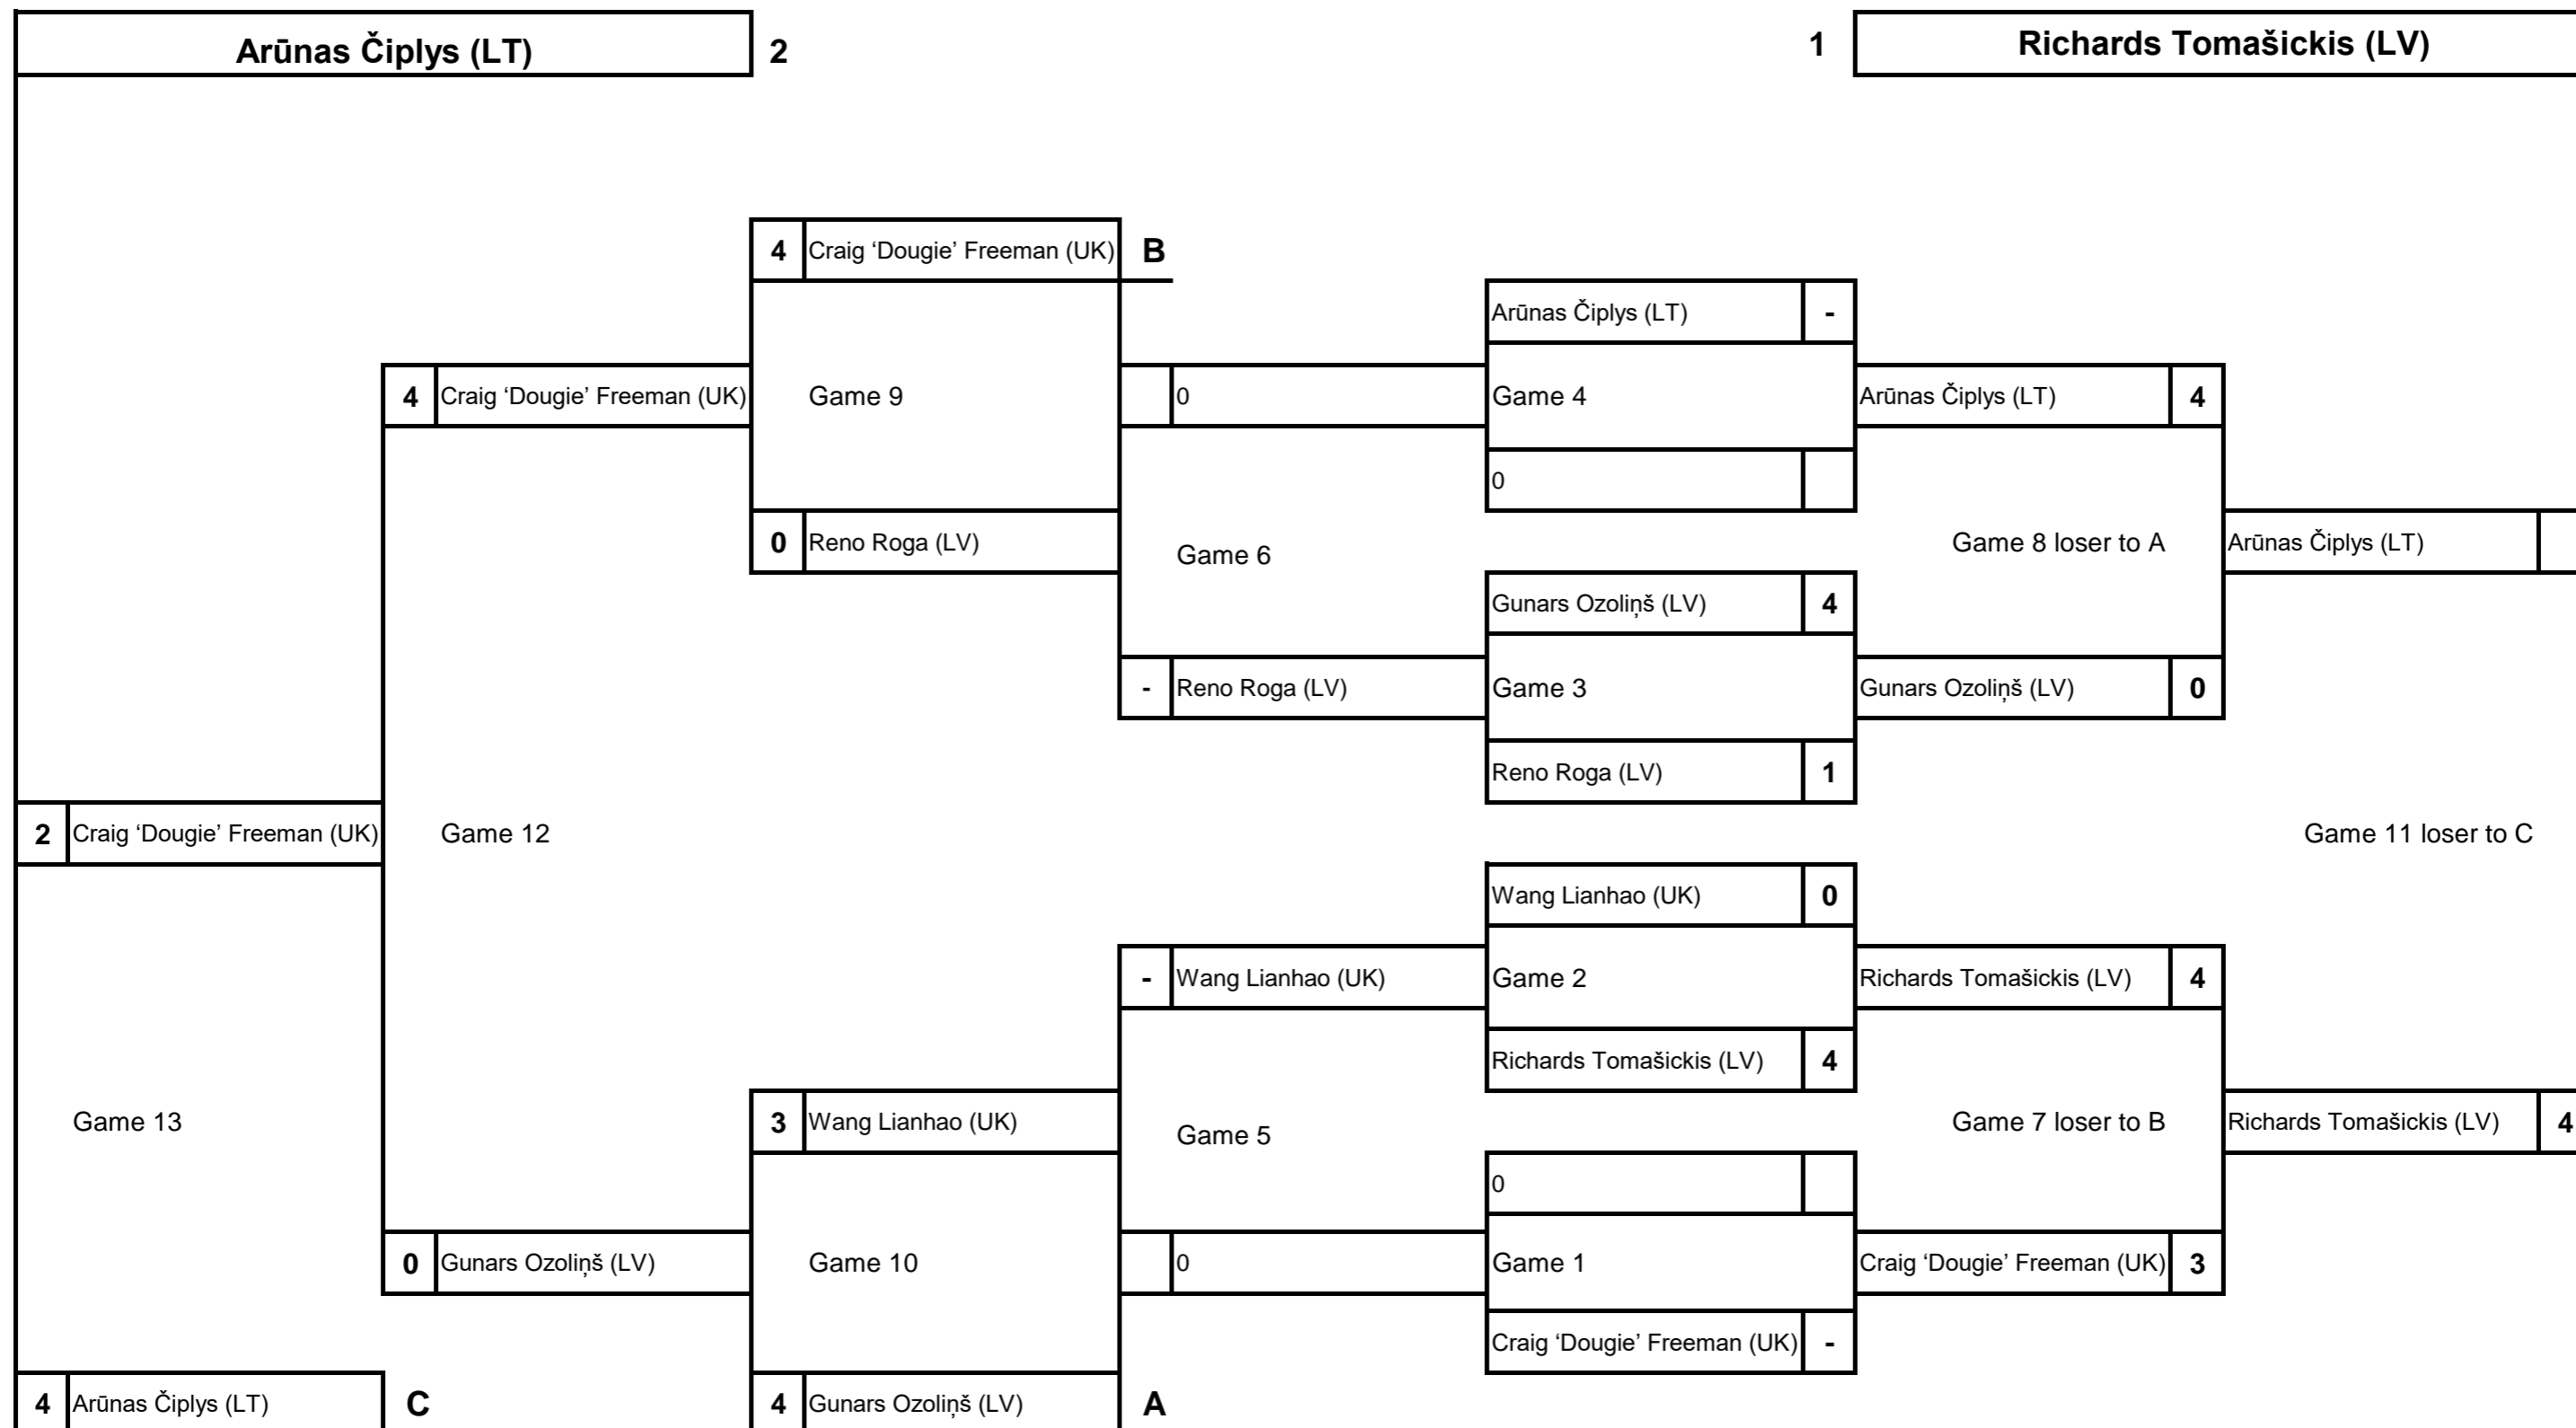 Arūnas Čiplys (LT) 2 1 Richards Tomašickis (LV)
4 Craig ‘Dougie’ Freeman (UK) B
Arūnas Čiplys (LT) -
4 Craig ‘Dougie’ Freeman (UK) Game 9 0 Game 4 Arūnas Čiplys (LT) 4
0
0 Reno Roga (LV) Game 6 Game 8 loser to A Arūnas Čiplys (LT)
Gunars Ozoliņš (LV) 4
- Reno Roga (LV) Game 3 Gunars Ozoliņš (LV) 0
Reno Roga (LV) 1
2 Craig ‘Dougie’ Freeman (UK) Game 12 Game 11 loser to C
Wang Lianhao (UK) 0
- Wang Lianhao (UK) Game 2 Richards Tomašickis (LV) 4
Richards Tomašickis (LV) 4
Game 13 3 Wang Lianhao (UK) Game 5 Game 7 loser to B Richards Tomašickis (LV) 4
0
0 Gunars Ozoliņš (LV) Game 10 0 Game 1 Craig ‘Dougie’ Freeman (UK) 3
Craig ‘Dougie’ Freeman (UK) -
4 Arūnas Čiplys (LT) C 4 Gunars Ozoliņš (LV) A